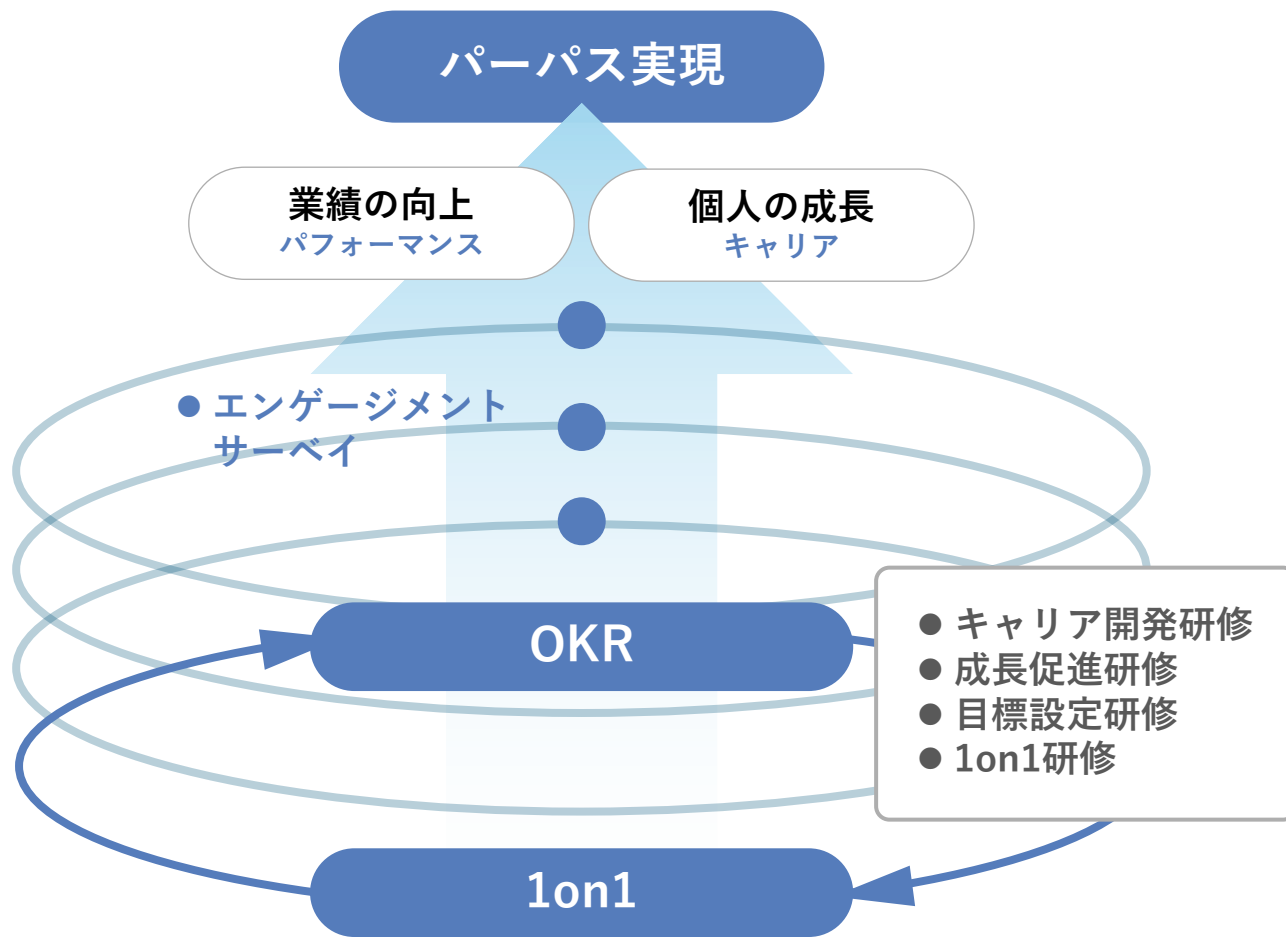 パーパス実現
業績の向上
パフォーマンス
個人の成長
キャリア
● エンゲージメント
サーベイ
OKR
● キャリア開発研修
● 成長促進研修
● 目標設定研修
● 1on1研修
1on1